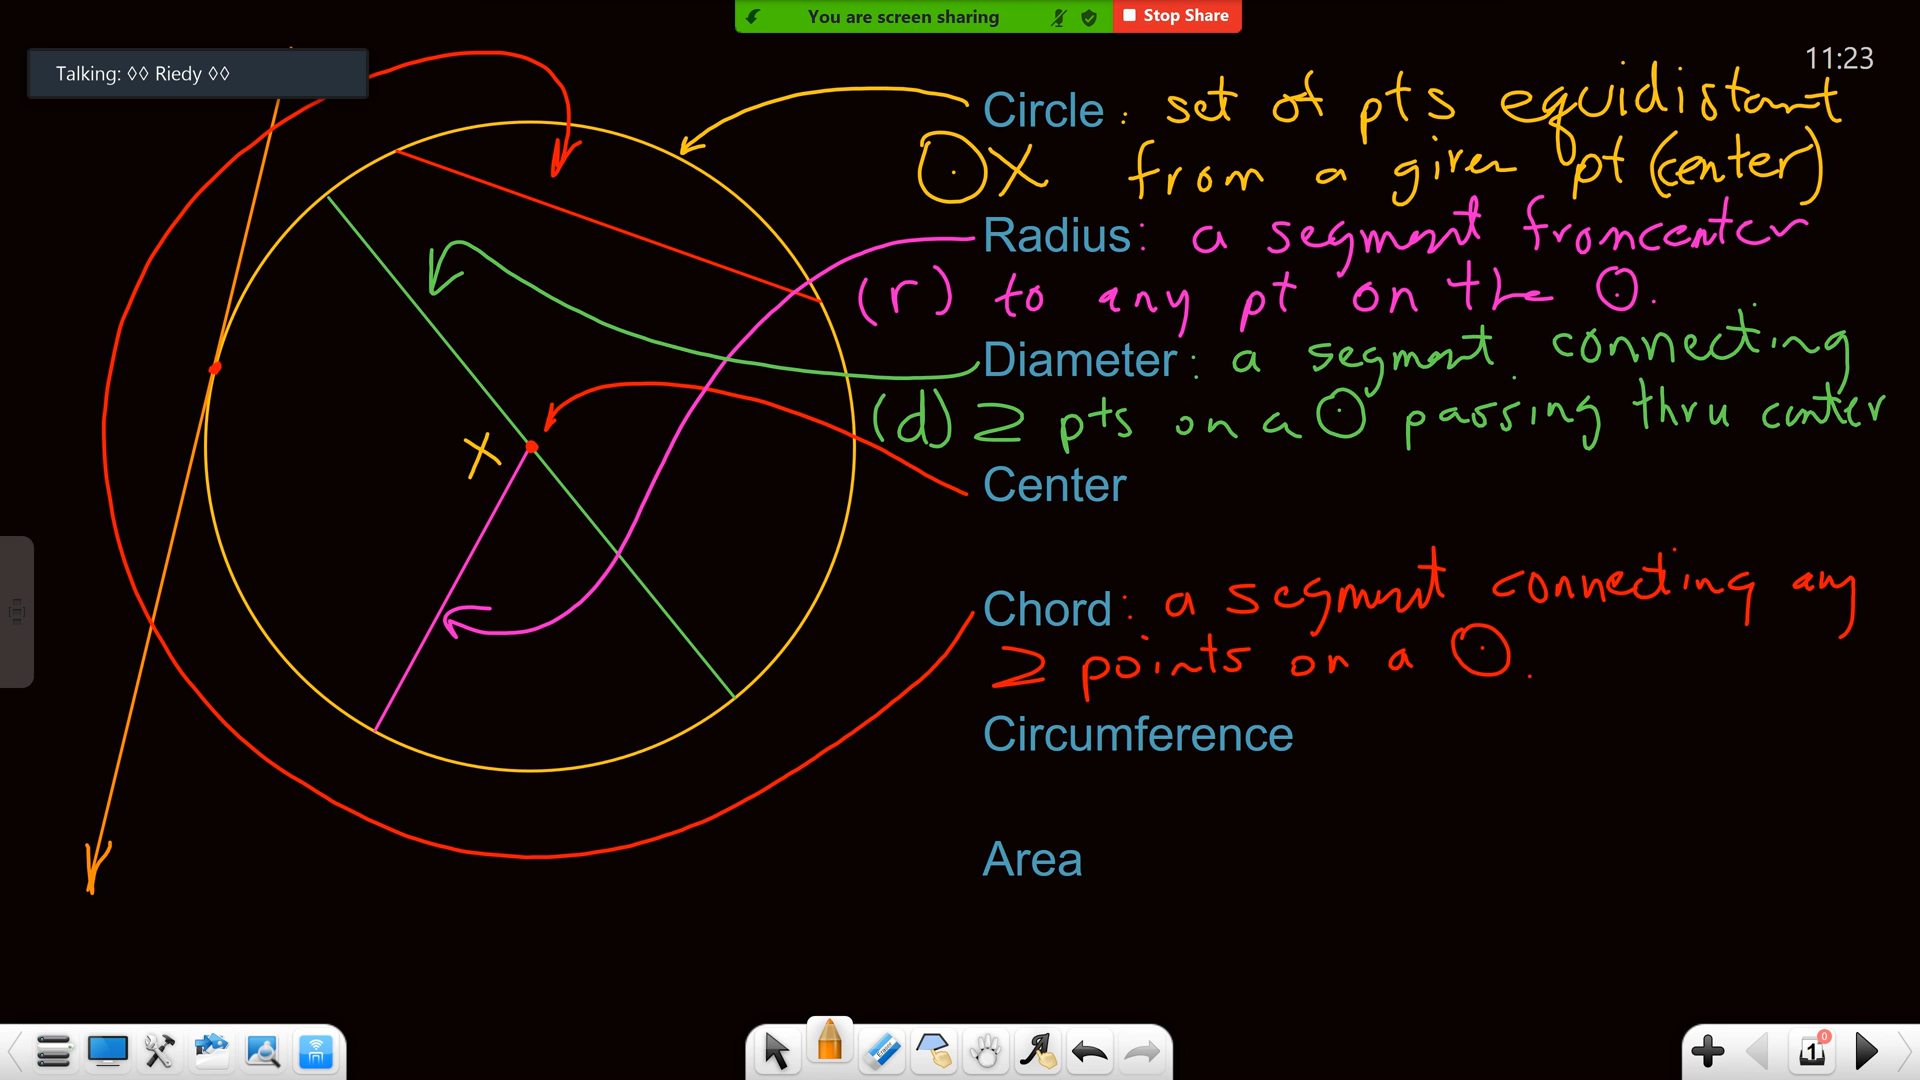 You are screen sharing
Stop Share
Talking: ◊◊ Riedy ◊◊
11:23
Circle : set of pts equidistant
⊙X from a given pt (center)
Radius: a segment from center
(r) to any pt on the ⊙.
Diameter : a segment connecting
(d) 2 pts on a ⊙ passing thru center
X
Center
Chord : a segment connecting any
2 points on a ⊙.
Circumference
Area
Eraser
1
0